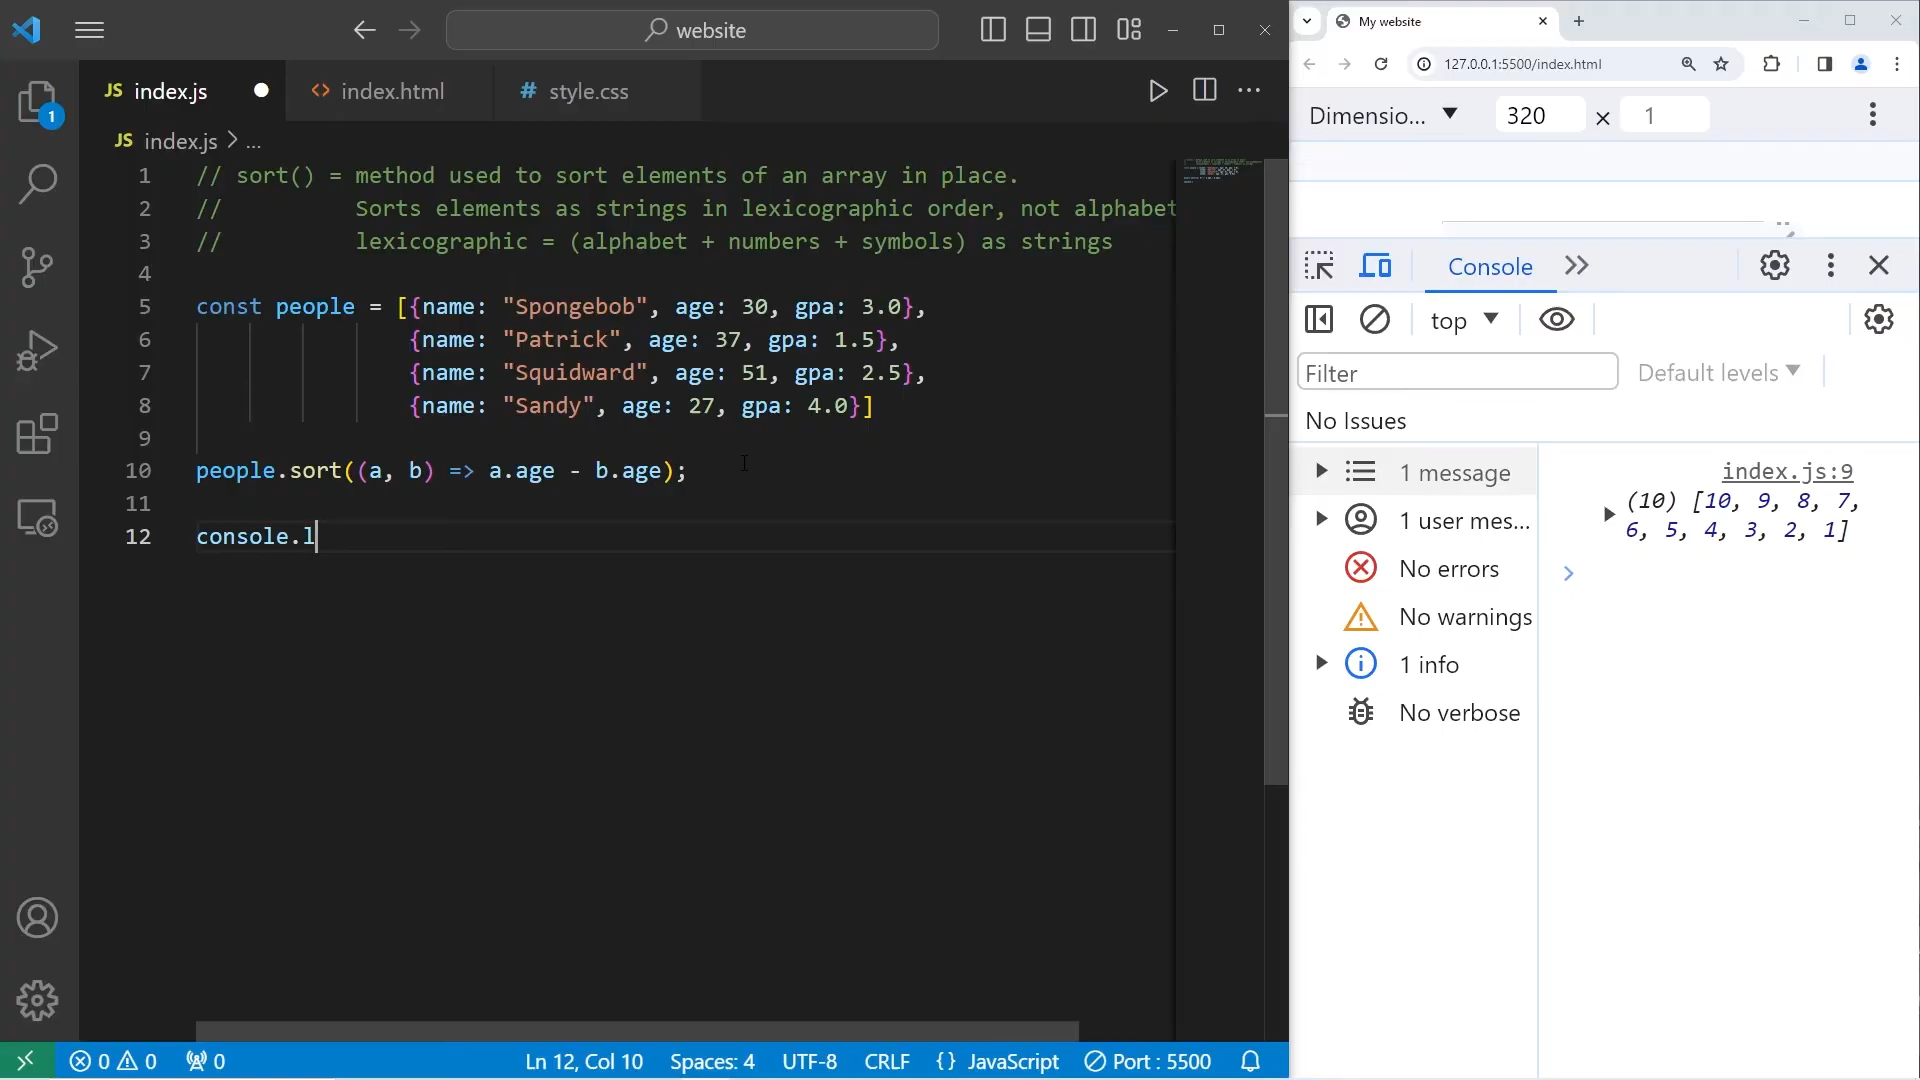 website
JS index.js
index.html
# style.css
JS index.js > ...
1 // sort() = method used to sort elements of an array in place.
2 // Sorts elements as strings in lexicographic order, not alphabet
3 // lexicographic = (alphabet + numbers + symbols) as strings
4
5 const people = [{name: "Spongebob", age: 30, gpa: 3.0},
6 {name: "Patrick", age: 37, gpa: 1.5},
7 {name: "Squidward", age: 51, gpa: 2.5},
8 {name: "Sandy", age: 27, gpa: 4.0}]
9
10 people.sort((a, b) => a.age - b.age);
11
12 console.l
1
0 0 0
Ln 12, Col 10 Spaces: 4 UTF-8 CRLF {} JavaScript Port : 5500
My website
127.0.0.1:5500/index.html
Dimensio... 320 × 1
Console
top
Filter
Default levels
No Issues
1 message
1 user mes...
No errors
No warnings
1 info
No verbose
index.js:9
(10) [10, 9, 8, 7,
6, 5, 4, 3, 2, 1]